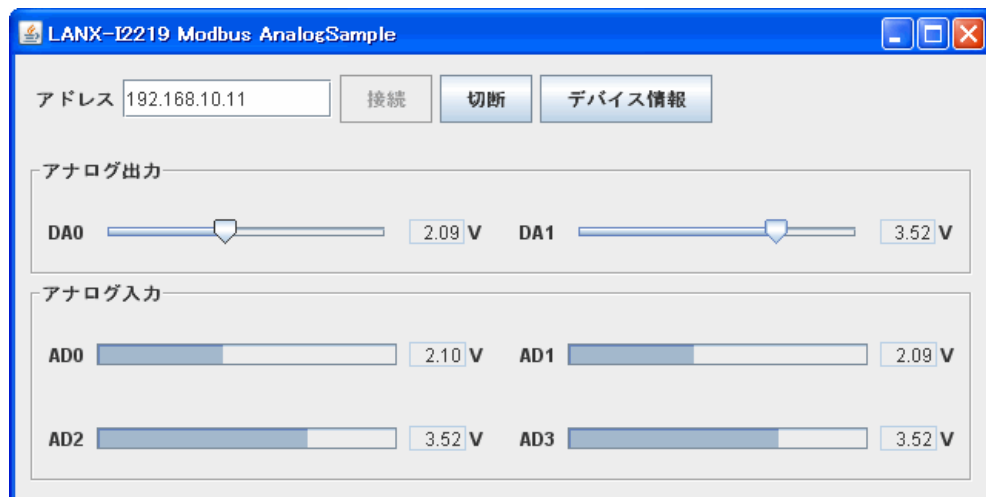 LANX-I2219 Modbus AnalogSample
アドレス 192.168.10.11 接続 切断 デバイス情報
アナログ出力
DA0 2.09 V DA1 3.52 V
アナログ入力
AD0 2.10 V AD1 2.09 V
AD2 3.52 V AD3 3.52 V